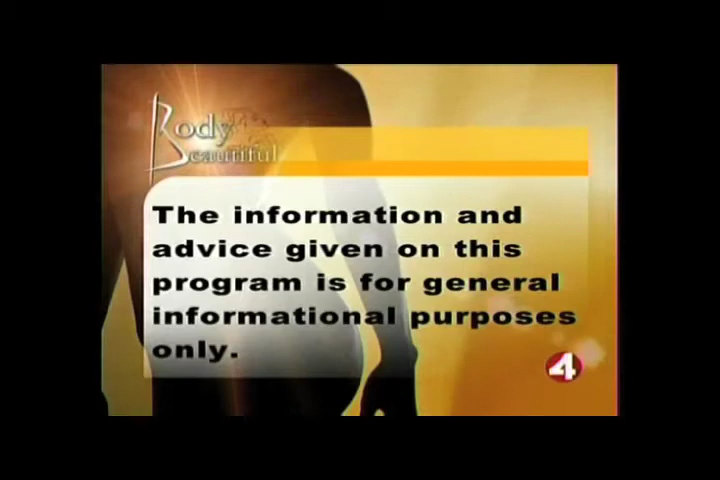 Body
Beautiful
The information and
advice given on this
program is for general
informational purposes
only.
4